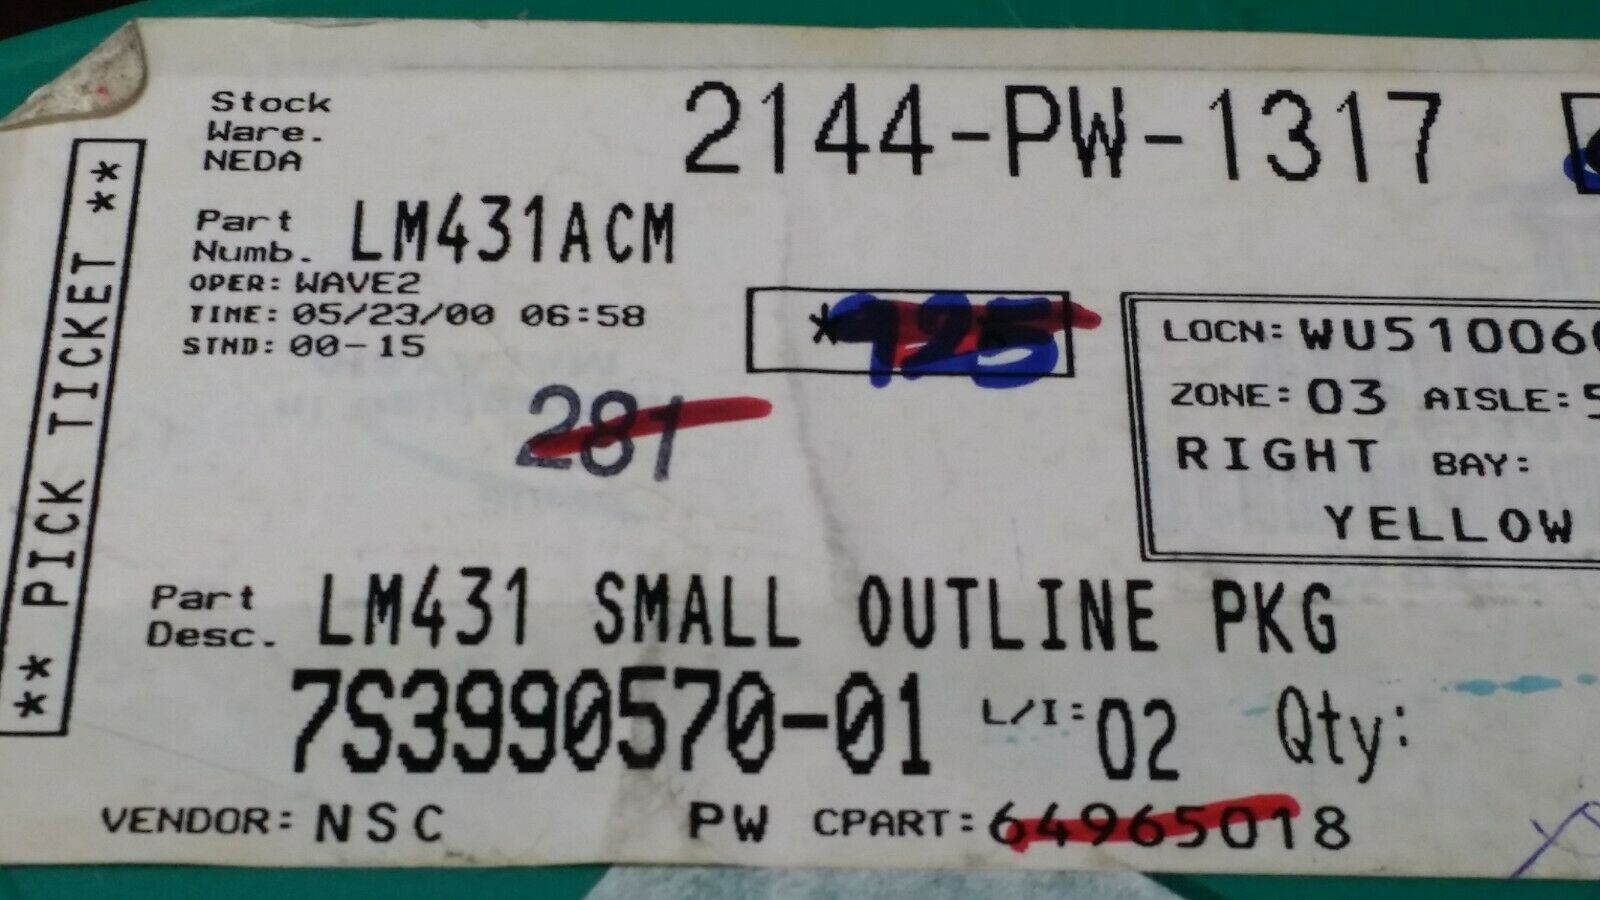 Stock
Ware.
NEDA
2144-PW-1317
** PICK TICKET **
Part
Numb. LM431ACM
OPER: WAVE2
TIME: 05/23/00 06:58
STND: 00-15
*125*
281
LOCN: WU51006
ZONE: 03 AISLE:
RIGHT BAY:
YELLOW
Part
Desc. LM431 SMALL OUTLINE PKG
7S3990570-01 L/I: 02 Qty:
VENDOR: NSC PW CPART: 64965018